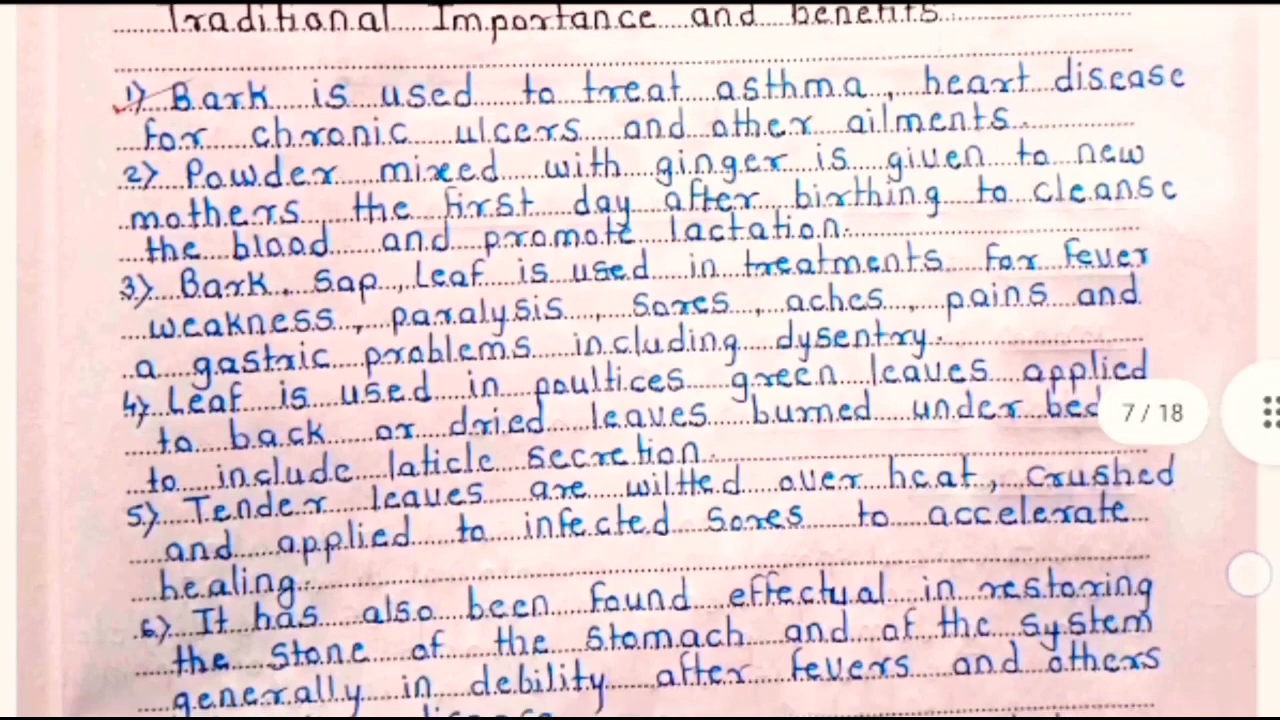 Traditional Importance and benefits
1) Bark is used to treat asthma, heart disease
for chronic ulcers and other ailments.
2) Powder mixed with ginger is given to new
mothers the first day after birthing to cleanse
the blood and promote lactation.
3) Bark, Sap, Leaf is used in treatments for fever
weakness, paralysis, sores, aches, pains and
a gastric problems including dysentry.
4) Leaf is used in poultices green leaves applied
to back or dried leaves burned under bed
7 / 18
to include laticle secretion.
5) Tender leaves are wilted over heat, crushed
and applied to infected sores to accelerate
healing.
6) It has also been found effectual in restoring
the stone of the stomach and of the system
generally in debility after fevers and others